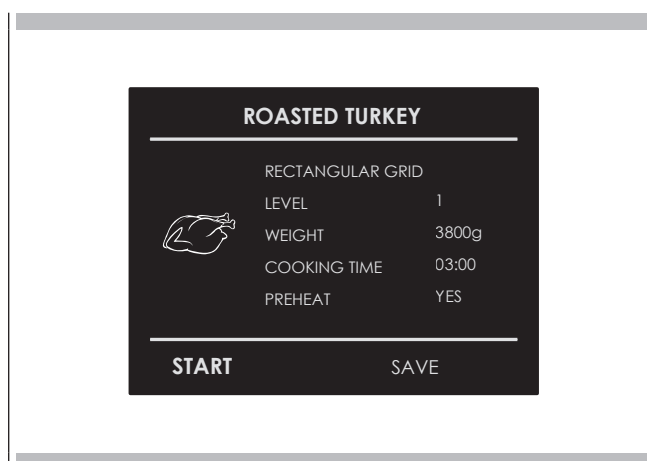 ROASTED TURKEY
RECTANGULAR GRID
LEVEL 1
WEIGHT 3800g
COOKING TIME 03:00
PREHEAT YES
START SAVE